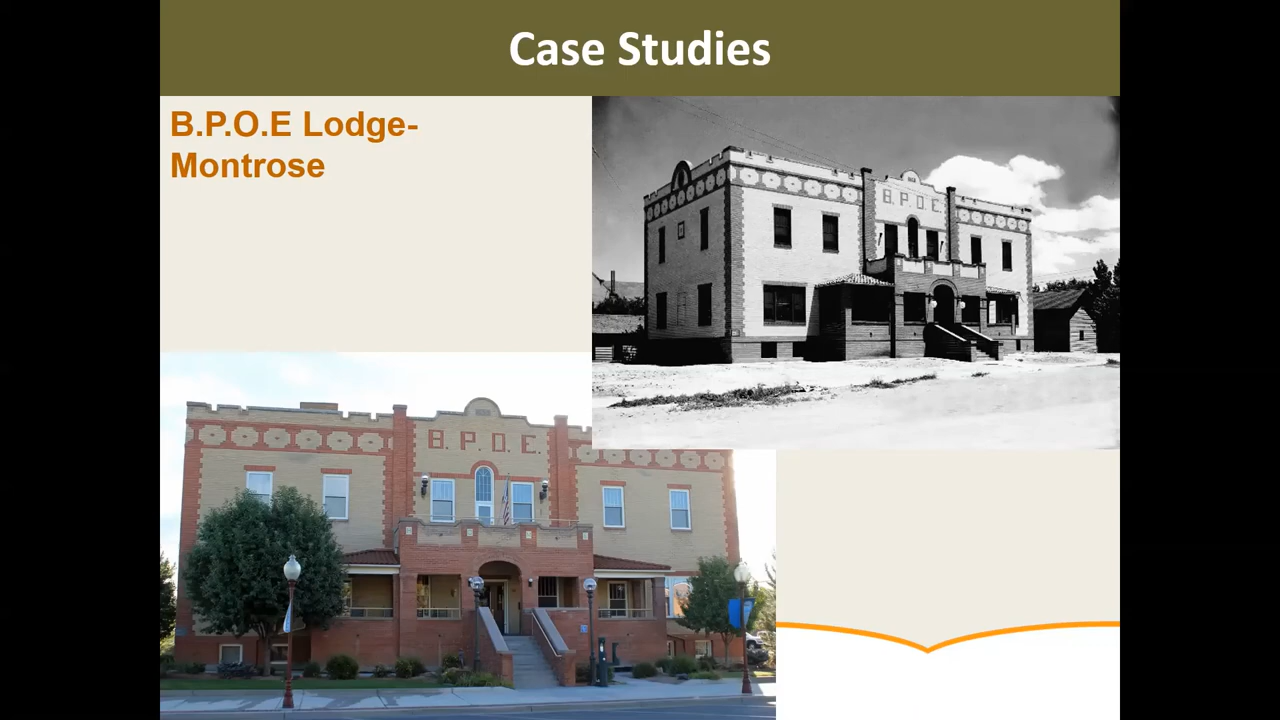 Case Studies
B.P.O.E Lodge-
Montrose
B. P. O. E.
B. P. O. E.